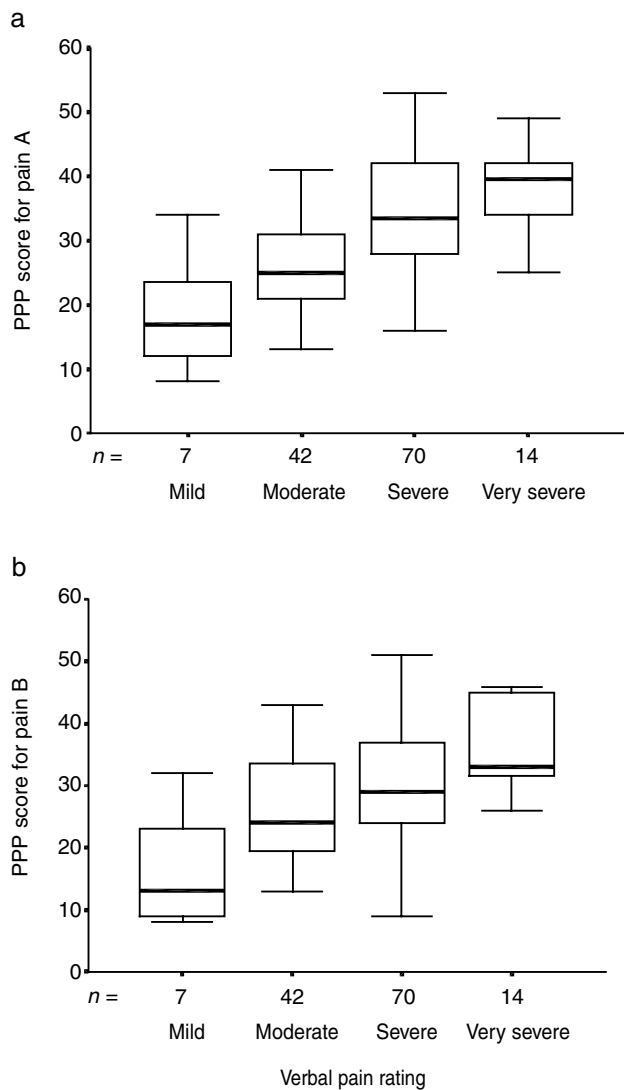 a
60
50
40
30
20
10
0
PPP score for pain A
n = 7 42 70 14
Mild Moderate Severe Very severe
b
60
50
40
30
20
10
0
PPP score for pain B
n = 7 42 70 14
Mild Moderate Severe Very severe
Verbal pain rating